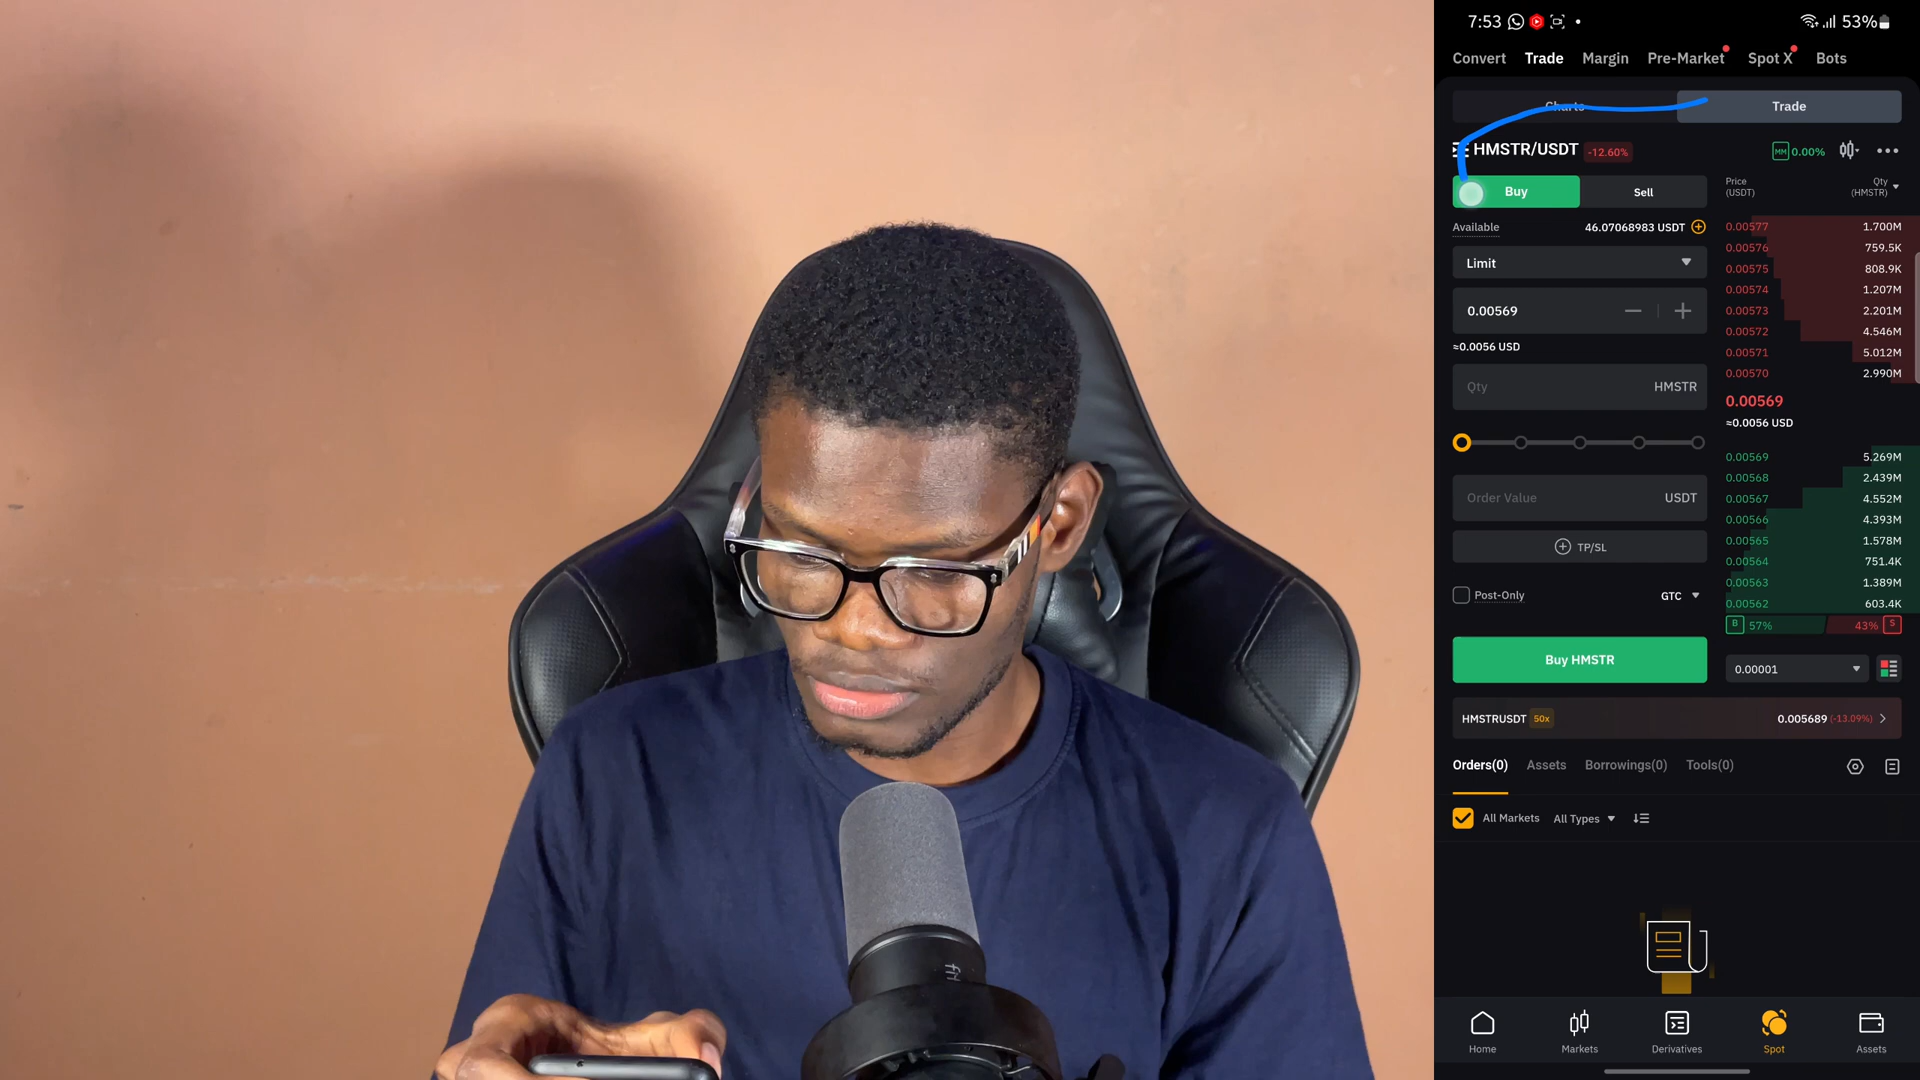 7:53 53%
Convert Trade Margin Pre-Market Spot X Bots
Charts Trade
HMSTR/USDT -12.60% MM 0.00%
Buy Sell
Price (USDT) Qty (HMSTR)
Available 46.07068983 USDT
Limit
0.00569
≈0.0056 USD
Qty HMSTR
Order Value USDT
TP/SL
Post-Only GTC
Buy HMSTR
0.00577 1.700M
0.00576 759.5K
0.00575 808.9K
0.00574 1.207M
0.00573 2.201M
0.00572 4.546M
0.00571 5.012M
0.00570 2.990M
0.00569
≈0.0056 USD
0.00569 5.269M
0.00568 2.439M
0.00567 4.552M
0.00566 4.393M
0.00565 1.578M
0.00564 751.4K
0.00563 1.389M
0.00562 603.4K
B 57% 43% S
0.00001
HMSTRUSDT 50x 0.005689 (-13.09%)
Orders(0) Assets Borrowings(0) Tools(0)
All Markets All Types
Home Markets Derivatives Spot Assets